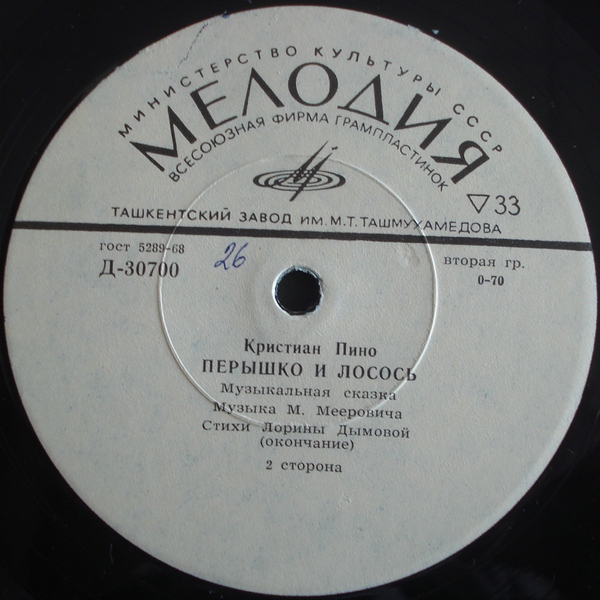 МИНИСТЕРСТВО КУЛЬТУРЫ СССР
МЕЛОДИЯ
ВСЕСОЮЗНАЯ ФИРМА ГРАМПЛАСТИНОК
33
ТАШКЕНТСКИЙ ЗАВОД ИМ. М.Т. ТАШМУХАМЕДОВА
гост 5289-68
Д-30700
26
вторая гр.
0-70
Кристиан Пино
ПЕРЫШКО И ЛОСОСЬ
Музыкальная сказка
Музыка М. Мееровича
Стихи Лорины Дымовой
(окончание)
2 сторона